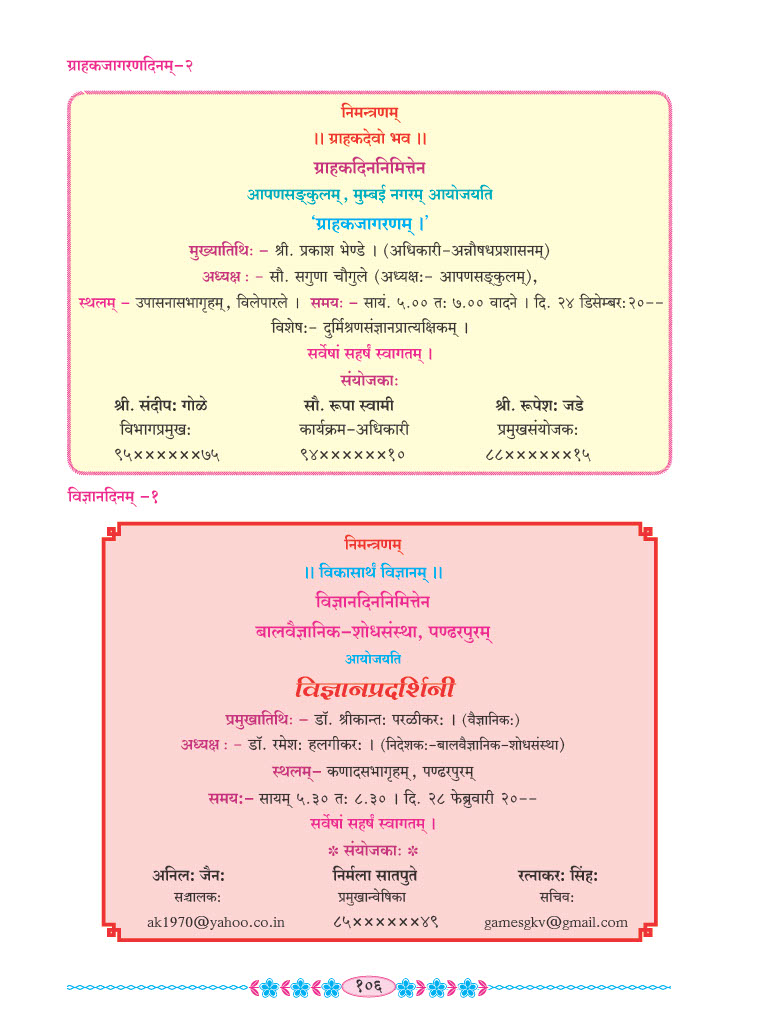 ग्राहकजागरणदिनम्-२
निमन्त्रणम्
।। ग्राहकदेवो भव ।।
ग्राहकदिननिमित्तेन
आपणसङ्कुलम्, मुम्बई नगरम् आयोजयति
‘ग्राहकजागरणम् ।’
मुख्यातिथिः – श्री. प्रकाश भेण्डे । (अधिकारी-अन्नौषधप्रशासनम्)
अध्यक्ष : - सौ. सगुणा चौगुले (अध्यक्ष:- आपणसङ्कुलम्),
स्थलम् – उपासनासभागृहम्, विलेपारले । समयः – सायं. ५.०० त: ७.०० वादने । दि. २४ डिसेम्बर:२०--
विशेष:- दुर्मिश्रणसंज्ञानप्रात्यक्षिकम् ।
सर्वेषां सहर्षं स्वागतम् ।
संयोजकाः
श्री. संदीप: गोळे सौ. रूपा स्वामी श्री. रूपेश: जडे
विभागप्रमुख: कार्यक्रम-अधिकारी प्रमुखसंयोजक:
९५××××××७५ ९४××××××१० ८८××××××१५
विज्ञानदिनम् -१
निमन्त्रणम्
।। विकासार्थं विज्ञानम् ।।
विज्ञानदिननिमित्तेन
बालवैज्ञानिक-शोधसंस्था, पण्ढरपुरम्
आयोजयति
विज्ञानप्रदर्शिनी
प्रमुखातिथिः – डॉ. श्रीकान्त: परळीकर: । (वैज्ञानिक:)
अध्यक्ष : - डॉ. रमेश: हलगीकर: । (निदेशक:-बालवैज्ञानिक-शोधसंस्था)
स्थलम्– कणादसभागृहम्, पण्ढरपुरम्
समय:– सायम् ५.३० त: ८.३० । दि. २८ फेब्रुवारी २०--
सर्वेषां सहर्षं स्वागतम् ।
* संयोजकाः *
अनिल: जैन: निर्मला सातपुते रत्नाकर: सिंह:
सञ्चालक: प्रमुखान्वेषिका सचिव:
ak1970@yahoo.co.in ८५××××××४९ gamesgkv@gmail.com
१०६